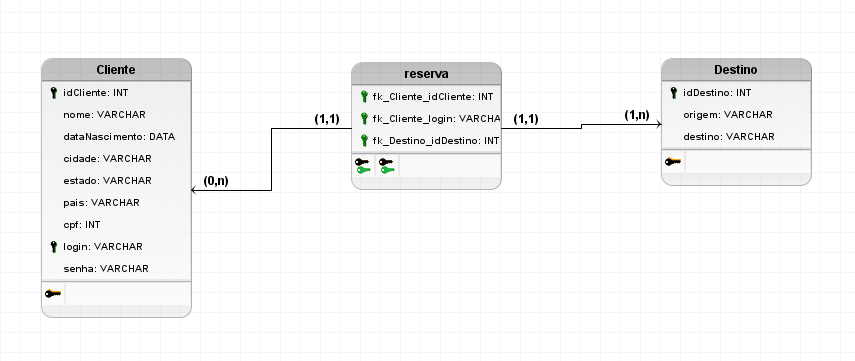 Cliente
idCliente: INT
nome: VARCHAR
dataNascimento: DATA
cidade: VARCHAR
estado: VARCHAR
pais: VARCHAR
cpf: INT
login: VARCHAR
senha: VARCHAR
(0,n)
(1,1)
reserva
fk_Cliente_idCliente: INT
fk_Cliente_login: VARCHA
fk_Destino_idDestino: INT
(1,1)
(1,n)
Destino
idDestino: INT
origem: VARCHAR
destino: VARCHAR